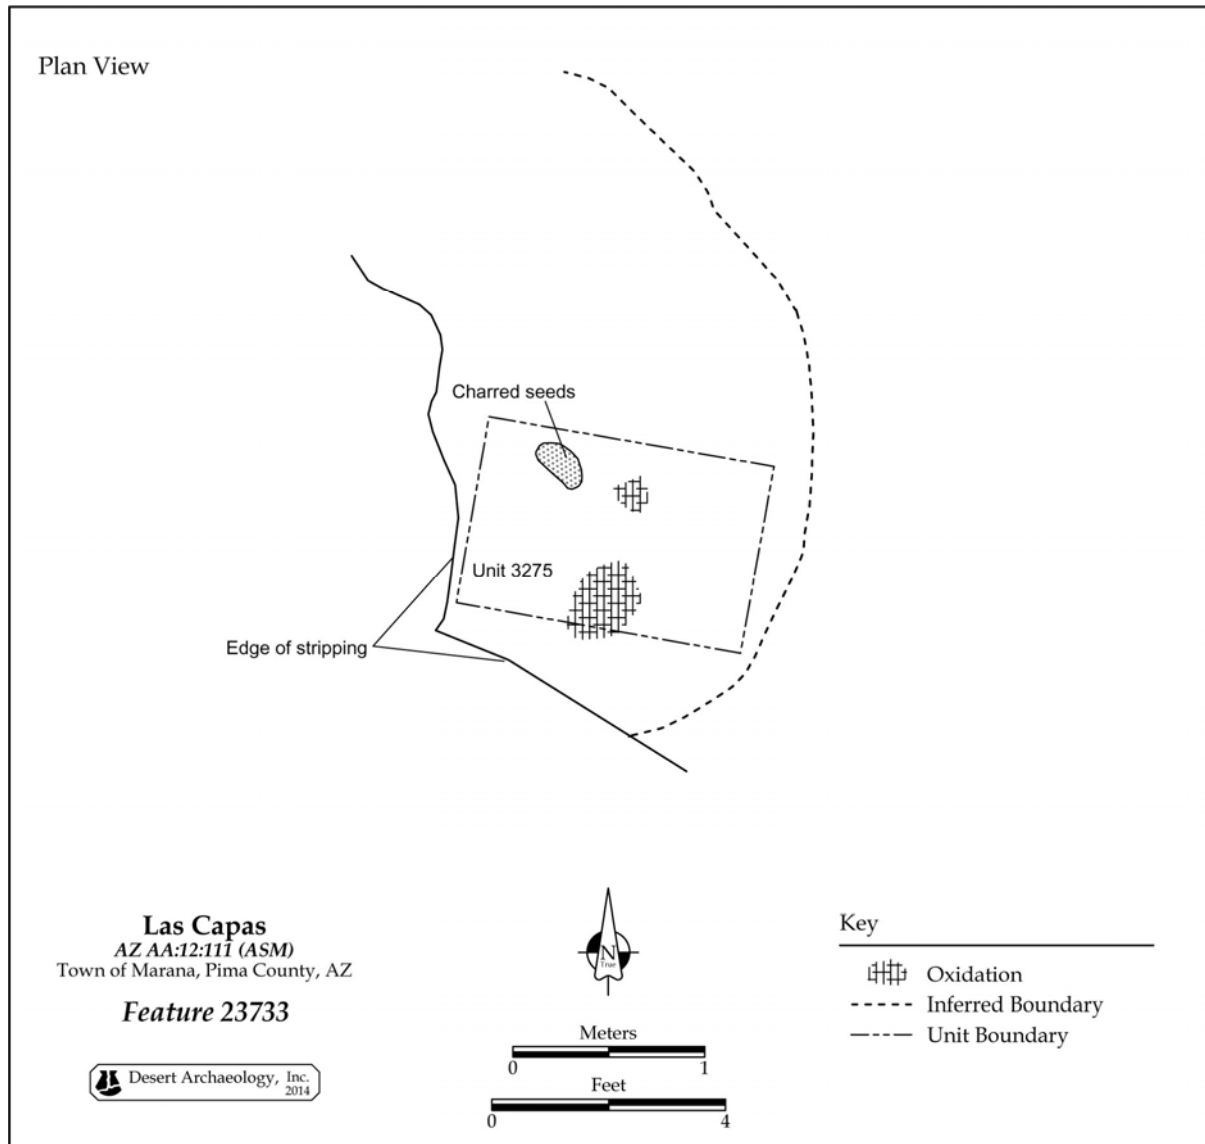 Plan View
Charred seeds
Unit 3275
Edge of stripping
Las Capas
AZ AA:12:111 (ASM)
Town of Marana, Pima County, AZ
Feature 23733
Desert Archaeology, Inc.
2014
N
True
Meters
0 1
Feet
0 4
Key
Oxidation
Inferred Boundary
Unit Boundary